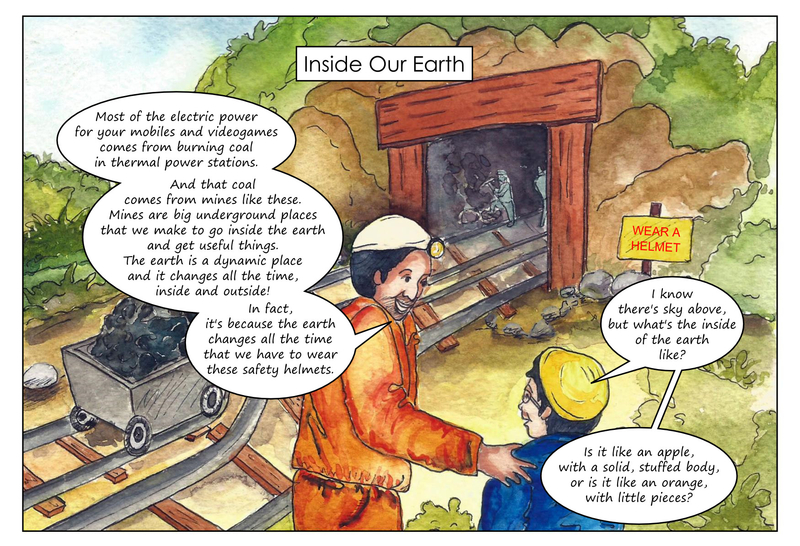 Inside Our Earth
Most of the electric power
for your mobiles and videogames
comes from burning coal
in thermal power stations.
And that coal
comes from mines like these.
Mines are big underground places
that we make to go inside the earth
and get useful things.
The earth is a dynamic place
and it changes all the time,
inside and outside!
In fact,
it's because the earth
changes all the time
that we have to wear
these safety helmets.
WEAR A
HELMET
I know
there's sky above,
but what's the inside
of the earth
like?
Is it like an apple,
with a solid, stuffed body,
or is it like an orange,
with little pieces?